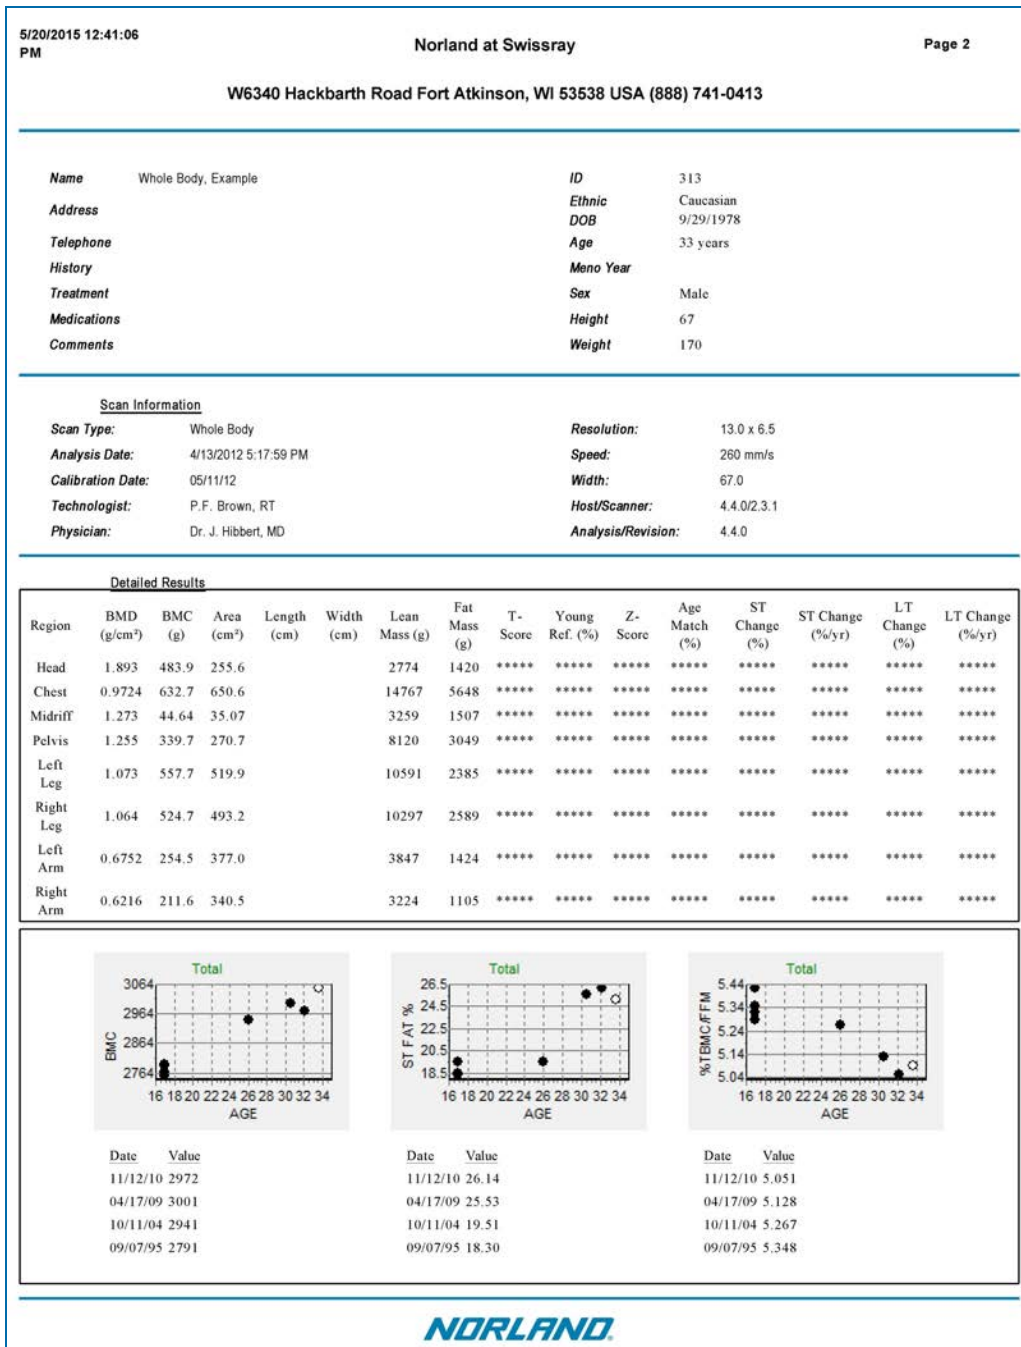 5/20/2015 12:41:06 PM
Norland at Swissray
Page 2
W6340 Hackbarth Road Fort Atkinson, WI 53538 USA (888) 741-0413
Name Whole Body, Example ID 313
Address Ethnic Caucasian
DOB 9/29/1978
Telephone Age 33 years
History Meno Year
Treatment Sex Male
Medications Height 67
Comments Weight 170
Scan Information
Scan Type: Whole Body Resolution: 13.0 x 6.5
Analysis Date: 4/13/2012 5:17:59 PM Speed: 260 mm/s
Calibration Date: 05/11/12 Width: 67.0
Technologist: P.F. Brown, RT Host/Scanner: 4.4.0/2.3.1
Physician: Dr. J. Hibbert, MD Analysis/Revision: 4.4.0
Detailed Results
Region BMD (g/cm²) BMC (g) Area (cm²) Length (cm) Width (cm) Lean Mass (g) Fat Mass (g) T-Score Young Ref. (%) Z-Score Age Match (%) ST Change (%) ST Change (%/yr) LT Change (%) LT Change (%/yr)
Head 1.893 483.9 255.6 2774 1420 ***** ***** ***** ***** ***** ***** ***** *****
Chest 0.9724 632.7 650.6 14767 5648 ***** ***** ***** ***** ***** ***** ***** *****
Midriff 1.273 44.64 35.07 3259 1507 ***** ***** ***** ***** ***** ***** ***** *****
Pelvis 1.255 339.7 270.7 8120 3049 ***** ***** ***** ***** ***** ***** ***** *****
Left Leg 1.073 557.7 519.9 10591 2385 ***** ***** ***** ***** ***** ***** ***** *****
Right Leg 1.064 524.7 493.2 10297 2589 ***** ***** ***** ***** ***** ***** ***** *****
Left Arm 0.6752 254.5 377.0 3847 1424 ***** ***** ***** ***** ***** ***** ***** *****
Right Arm 0.6216 211.6 340.5 3224 1105 ***** ***** ***** ***** ***** ***** ***** *****
Total
BMC
3064
2964
2864
2764
16 18 20 22 24 26 28 30 32 34
AGE
Date Value
11/12/10 2972
04/17/09 3001
10/11/04 2941
09/07/95 2791
Total
ST FAT %
26.5
24.5
22.5
20.5
18.5
16 18 20 22 24 26 28 30 32 34
AGE
Date Value
11/12/10 26.14
04/17/09 25.53
10/11/04 19.51
09/07/95 18.30
Total
%TBMC/FFM
5.44
5.34
5.24
5.14
5.04
16 18 20 22 24 26 28 30 32 34
AGE
Date Value
11/12/10 5.051
04/17/09 5.128
10/11/04 5.267
09/07/95 5.348
NORLAND.